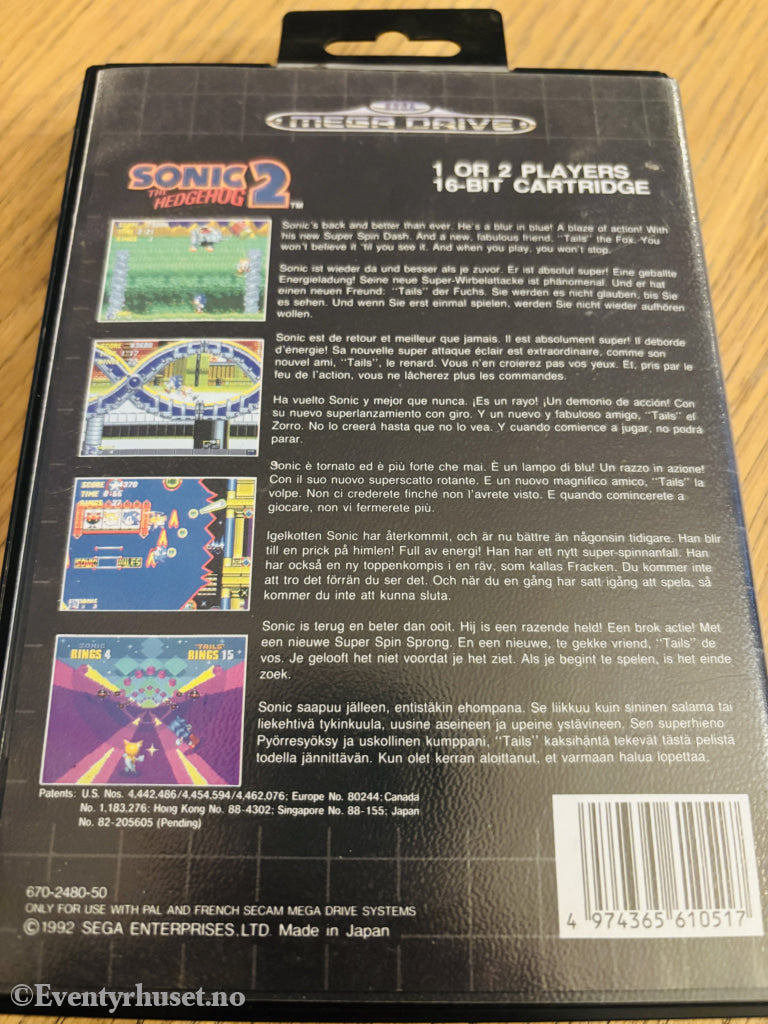 SEGA
MEGA DRIVE
SONIC
THE HEDGEHOG 2 TM
1 OR 2 PLAYERS
16-BIT CARTRIDGE
Sonic's back and better than ever. He's a blur in blue! A blaze of action! With
his new Super Spin Dash. And a new, fabulous friend, "Tails" the Fox. You
won't believe it 'til you see it. And when you play, you won't stop.
Sonic ist wieder da und besser als je zuvor. Er ist absolut super! Eine geballte
Energieladung! Seine neue Super-Wirbelattacke ist phänomenal. Und er hat
einen neuen Freund: "Tails" der Fuchs. Sie werden es nicht glauben, bis Sie
es sehen. Und wenn Sie erst einmal spielen, werden Sie nicht wieder aufhören
wollen.
Sonic est de retour et meilleur que jamais. Il est absolument super! Il déborde
d'énergie! Sa nouvelle super attaque éclair est extraordinaire, comme son
nouvel ami, "Tails", le renard. Vous n'en croierez pas vos yeux. Et, pris par le
feu de l'action, vous ne lâcherez plus les commandes.
Ha vuelto Sonic y mejor que nunca. ¡Es un rayo! ¡Un demonio de acción! Con
su nuevo superlanzamiento con giro. Y un nuevo y fabuloso amigo, "Tails" el
Zorro. No lo creerá hasta que no lo vea. Y cuando comience a jugar, no podrá
parar.
Sonic è tornato ed è più forte che mai. È un lampo di blu! Un razzo in azione!
Con il suo nuovo superscatto rotante. E un nuovo magnifico amico, "Tails" la
volpe. Non ci crederete finché non l'avrete visto. E quando comincerete a
giocare, non vi fermerete più.
Igelkotten Sonic har återkommit, och är nu bättre än någonsin tidigare. Han blir
till en prick på himlen! Full av energi! Han har ett nytt super-spinnanfall. Han
har också en ny toppenkompis i en räv, som kallas Fracken. Du kommer inte
att tro det förrän du ser det. Och när du en gång har satt igång att spela, så
kommer du inte att kunna sluta.
Sonic is terug en beter dan ooit. Hij is een razende held! Een brok actie! Met
een nieuwe Super Spin Sprong. En een nieuwe, te gekke vriend, "Tails" de
vos. Je gelooft het niet voordat je het ziet. Als je begint te spelen, is het einde
zoek.
Sonic saapuu jälleen, entistäkin ehompana. Se liikkuu kuin sininen salama tai
liekehtivä tykinkuula, uusine aseineen ja upeine ystävineen. Sen superhieno
Pyörresyöksy ja uskollinen kumppani, "Tails" kaksihäntä tekevät tästä pelistä
todella jännittävän. Kun olet kerran aloittanut, et varmaan halua lopettaa.
SCORE
TIME
RINGS
SCORE
SCORE
TIME
RINGS
SONIC
MILES
SONIC
RINGS 4
"TAILS"
RINGS 15
Patents: U.S. Nos. 4,442,486/4,454,594/4,462,076; Europe No. 80244; Canada
No. 1,183,276; Hong Kong No. 88-4302; Singapore No. 88-155; Japan
No. 82-205605 (Pending)
670-2480-50
ONLY FOR USE WITH PAL AND FRENCH SECAM MEGA DRIVE SYSTEMS
©1992 SEGA ENTERPRISES, LTD. Made in Japan
4 974365 610517
©Eventyrhuset.no